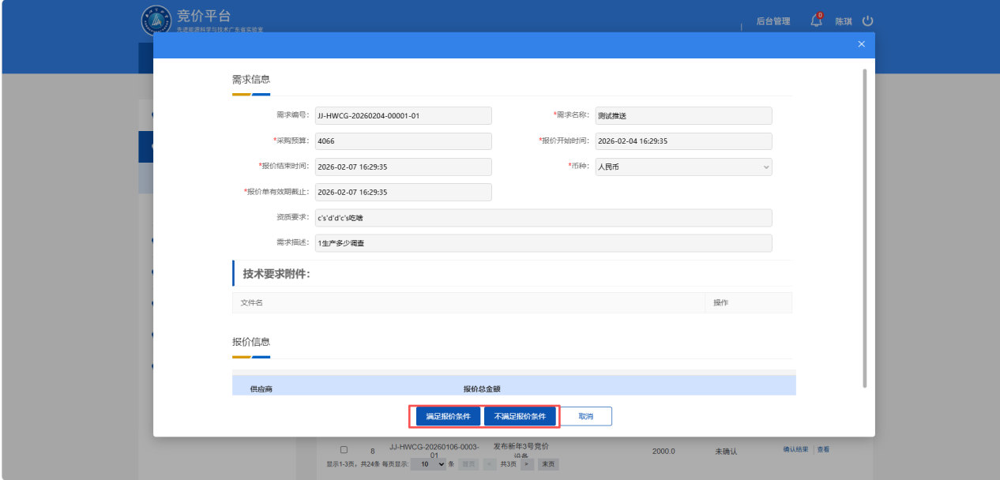 竞价平台
先进能源科学与技术广东省实验室
后台管理
0
陈琪
需求信息
需求编号: JJ-HWCG-20260204-00001-01
*需求名称: 测试推送
*采购预算: 4066
*报价开始时间: 2026-02-04 16:29:35
*报价结束时间: 2026-02-07 16:29:35
*币种: 人民币
*报价单有效期截止: 2026-02-07 16:29:35
资质要求: c's'd'd'c's吃啥
需求描述: 1生产多少调查
技术要求附件:
文件名 操作
报价信息
供应商 报价总金额
满足报价条件 不满足报价条件 取消
8 JJ-HWCG-20260106-0003-01 发布新年3号竞价设备 2000.0 未确认 确认结果 查看
显示1-3页，共24条 每页显示: 10 条 首页 < 共3页 > 末页